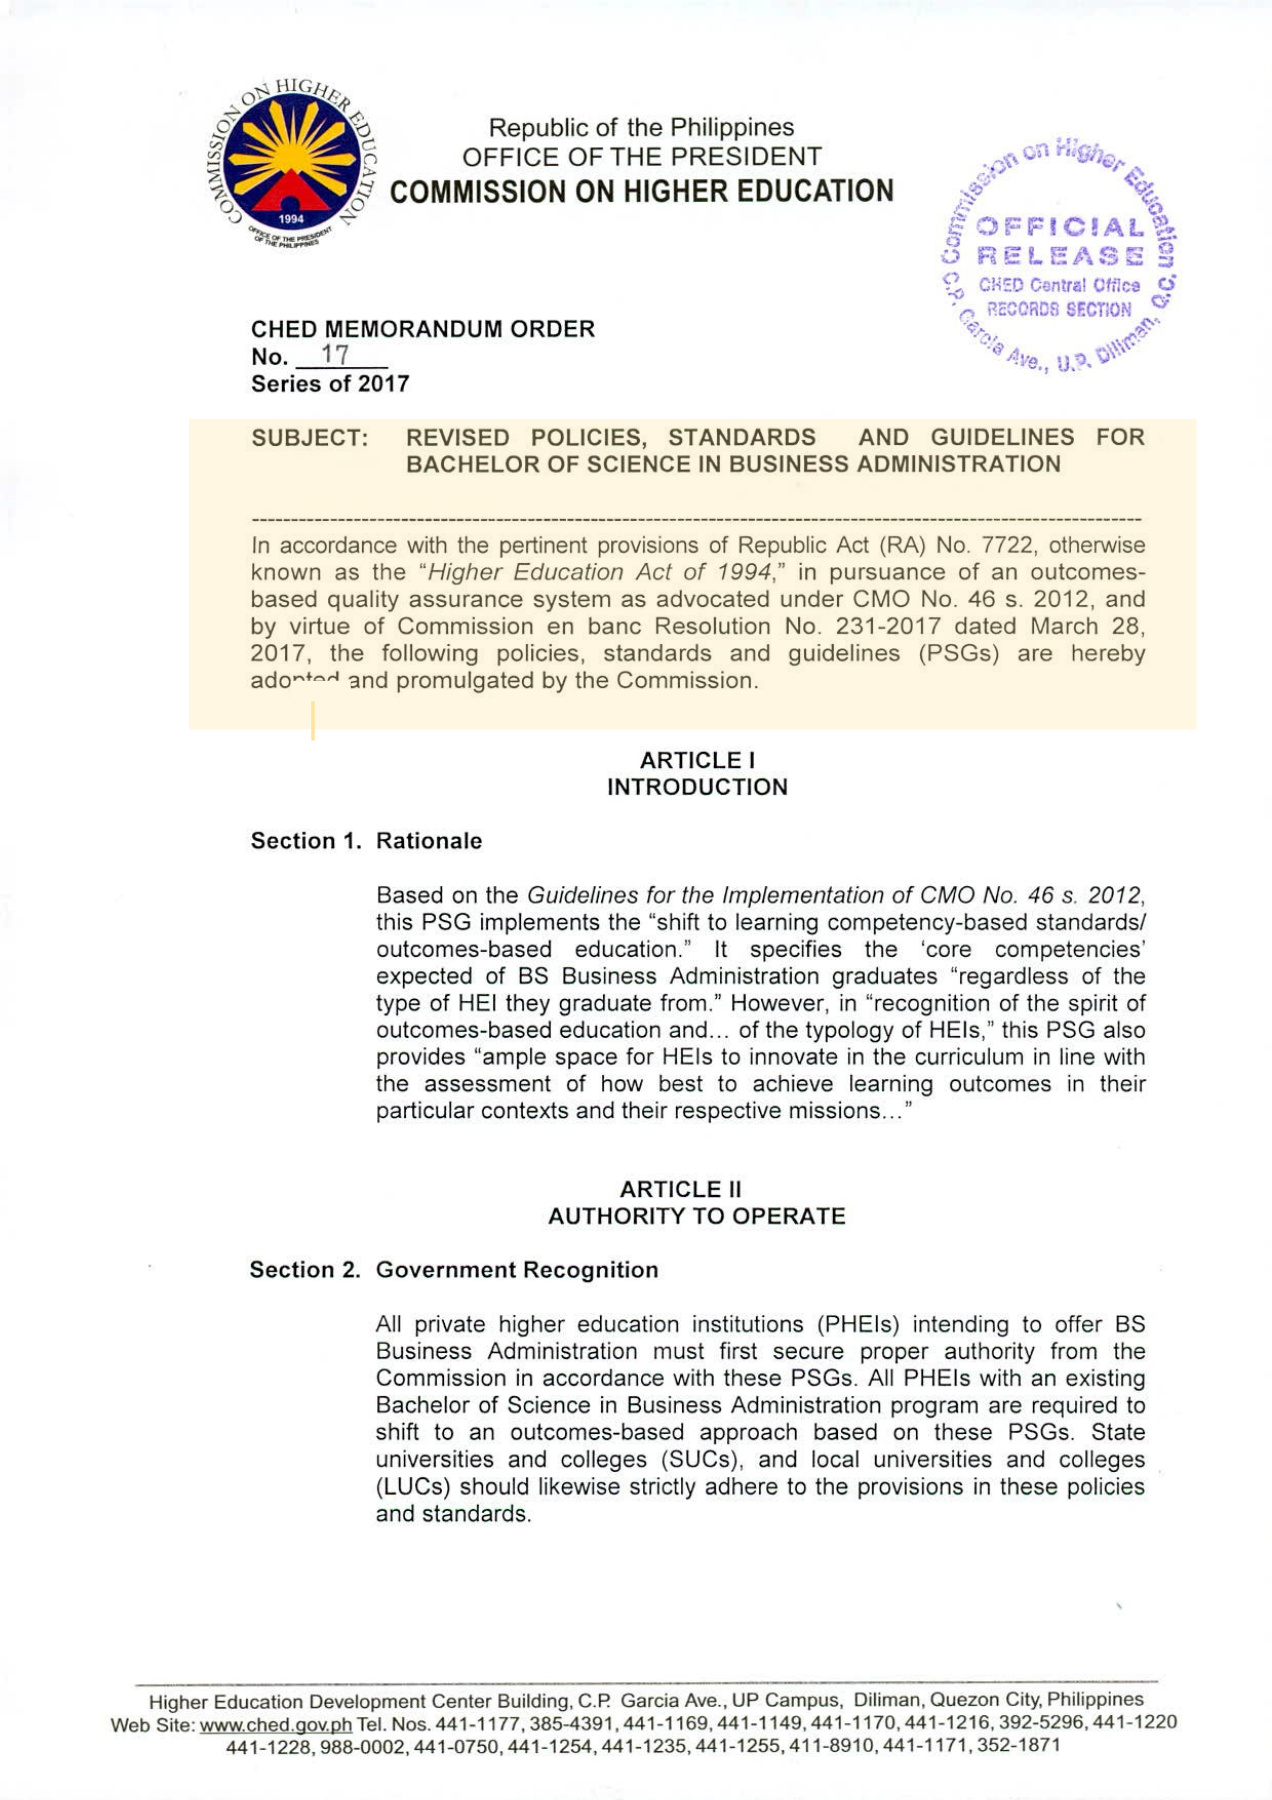 COMMISSION ON HIGHER EDUCATION
1994
OFFICE OF THE PRESIDENT
OF THE PHILIPPINES
Republic of the Philippines
OFFICE OF THE PRESIDENT
COMMISSION ON HIGHER EDUCATION
Commission on Higher Education
OFFICIAL
RELEASE
CHED Central Office
RECORDS SECTION
C.P. Garcia Ave., U.P. Diliman, Q.C.
CHED MEMORANDUM ORDER
No. 17
Series of 2017
SUBJECT: REVISED POLICIES, STANDARDS AND GUIDELINES FOR
BACHELOR OF SCIENCE IN BUSINESS ADMINISTRATION
In accordance with the pertinent provisions of Republic Act (RA) No. 7722, otherwise
known as the “Higher Education Act of 1994,” in pursuance of an outcomes-
based quality assurance system as advocated under CMO No. 46 s. 2012, and
by virtue of Commission en banc Resolution No. 231-2017 dated March 28,
2017, the following policies, standards and guidelines (PSGs) are hereby
adopted and promulgated by the Commission.
ARTICLE I
INTRODUCTION
Section 1. Rationale
Based on the Guidelines for the Implementation of CMO No. 46 s. 2012,
this PSG implements the “shift to learning competency-based standards/
outcomes-based education.” It specifies the ‘core competencies’
expected of BS Business Administration graduates “regardless of the
type of HEI they graduate from.” However, in “recognition of the spirit of
outcomes-based education and… of the typology of HEIs,” this PSG also
provides “ample space for HEIs to innovate in the curriculum in line with
the assessment of how best to achieve learning outcomes in their
particular contexts and their respective missions…”
ARTICLE II
AUTHORITY TO OPERATE
Section 2. Government Recognition
All private higher education institutions (PHEIs) intending to offer BS
Business Administration must first secure proper authority from the
Commission in accordance with these PSGs. All PHEIs with an existing
Bachelor of Science in Business Administration program are required to
shift to an outcomes-based approach based on these PSGs. State
universities and colleges (SUCs), and local universities and colleges
(LUCs) should likewise strictly adhere to the provisions in these policies
and standards.
Higher Education Development Center Building, C.P. Garcia Ave., UP Campus, Diliman, Quezon City, Philippines
Web Site: www.ched.gov.ph Tel. Nos. 441-1177, 385-4391, 441-1169, 441-1149, 441-1170, 441-1216, 392-5296, 441-1220
441-1228, 988-0002, 441-0750, 441-1254, 441-1235, 441-1255, 411-8910, 441-1171, 352-1871